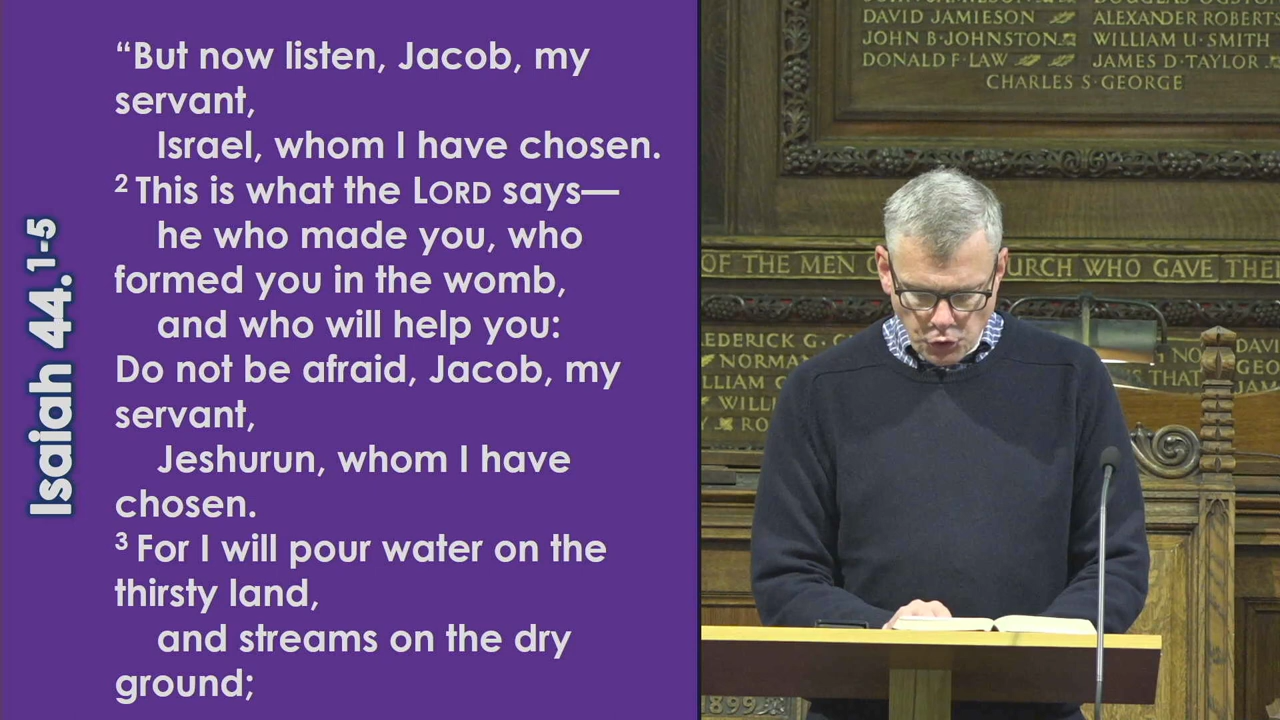 Isaiah 44.1-5
“But now listen, Jacob, my
servant,
Israel, whom I have chosen.
2 This is what the LORD says—
he who made you, who
formed you in the womb,
and who will help you:
Do not be afraid, Jacob, my
servant,
Jeshurun, whom I have
chosen.
3 For I will pour water on the
thirsty land,
and streams on the dry
ground;
DAVID JAMIESON
ALEXANDER ROBERTS
JOHN B·JOHNSTON
WILLIAM U·SMITH
DONALD F·LAW
JAMES D·TAYLOR
CHARLES S·GEORGE
OF THE MEN
WHO GAVE
NORMA
1899